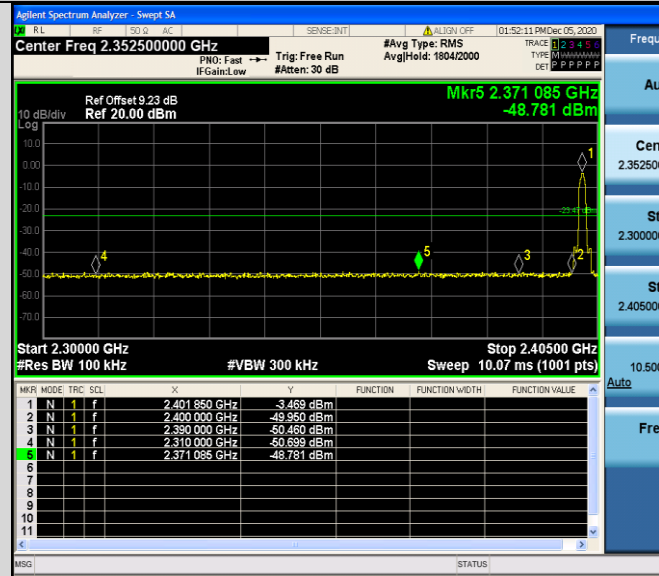 Agilent Spectrum Analyzer - Swept SA
RL RF 50 Ω AC SENSE:INT ALIGN OFF 01:52:11 PM Dec 05, 2020
Center Freq 2.352500000 GHz #Avg Type: RMS TRACE 1 2 3 4 5 6
PNO: Fast Trig: Free Run Avg|Hold: 1804/2000 TYPE M
IFGain:Low #Atten: 30 dB DET P P P P P P
Mkr5 2.371 085 GHz
-48.781 dBm
Ref Offset 9.23 dB
10 dB/div Ref 20.00 dBm
Log
10.0
0.00
-10.0
-20.0
-30.0
-40.0
-50.0
-60.0
-70.0
1
-23.47 dBm
4
5
3
2
Start 2.30000 GHz Stop 2.40500 GHz
#Res BW 100 kHz #VBW 300 kHz Sweep 10.07 ms (1001 pts)
MKR MODE TRC SCL X Y FUNCTION FUNCTION WIDTH FUNCTION VALUE
1 N 1 f 2.401 850 GHz -3.469 dBm
2 N 1 f 2.400 000 GHz -49.950 dBm
3 N 1 f 2.390 000 GHz -50.460 dBm
4 N 1 f 2.310 000 GHz -50.699 dBm
5 N 1 f 2.371 085 GHz -48.781 dBm
6
7
8
9
10
11
MSG STATUS
Frequ
Au
Cen
2.352500
St
2.300000
St
2.405000
10.500
Auto
Fre